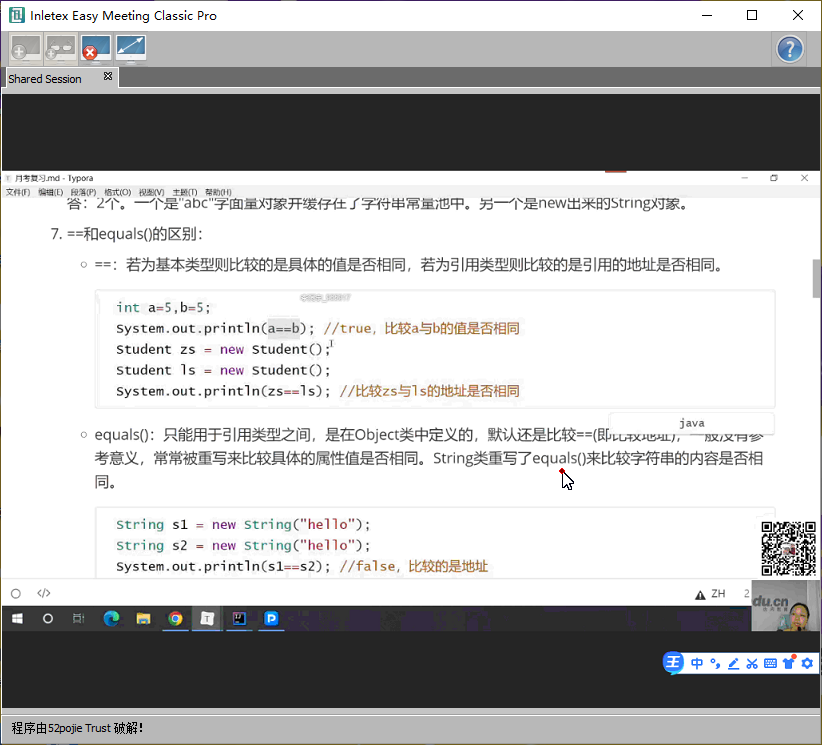 Inletex Easy Meeting Classic Pro
Shared Session
月考复习.md - Typora
文件(F) 编辑(E) 段落(P) 格式(O) 视图(V) 主题(T) 帮助(H)
答：2个。一个是"abc"字面量对象并缓存在了字符串常量池中。另一个是new出来的String对象。
7. ==和equals()的区别：
==：若为基本类型则比较的是具体的值是否相同，若为引用类型则比较的是引用的地址是否相同。
int a=5,b=5;
System.out.println(a==b); //true，比较a与b的值是否相同
Student zs = new Student();
Student ls = new Student();
System.out.println(zs==ls); //比较zs与ls的地址是否相同
java
equals()：只能用于引用类型之间，是在Object类中定义的，默认还是比较==(即比较地址)，一般没有参
考意义，常常被重写来比较具体的属性值是否相同。String类重写了equals()来比较字符串的内容是否相
同。
String s1 = new String("hello");
String s2 = new String("hello");
System.out.println(s1==s2); //false，比较的是地址
</> ZH 2
du.cn
王 中
程序由52pojie Trust 破解!